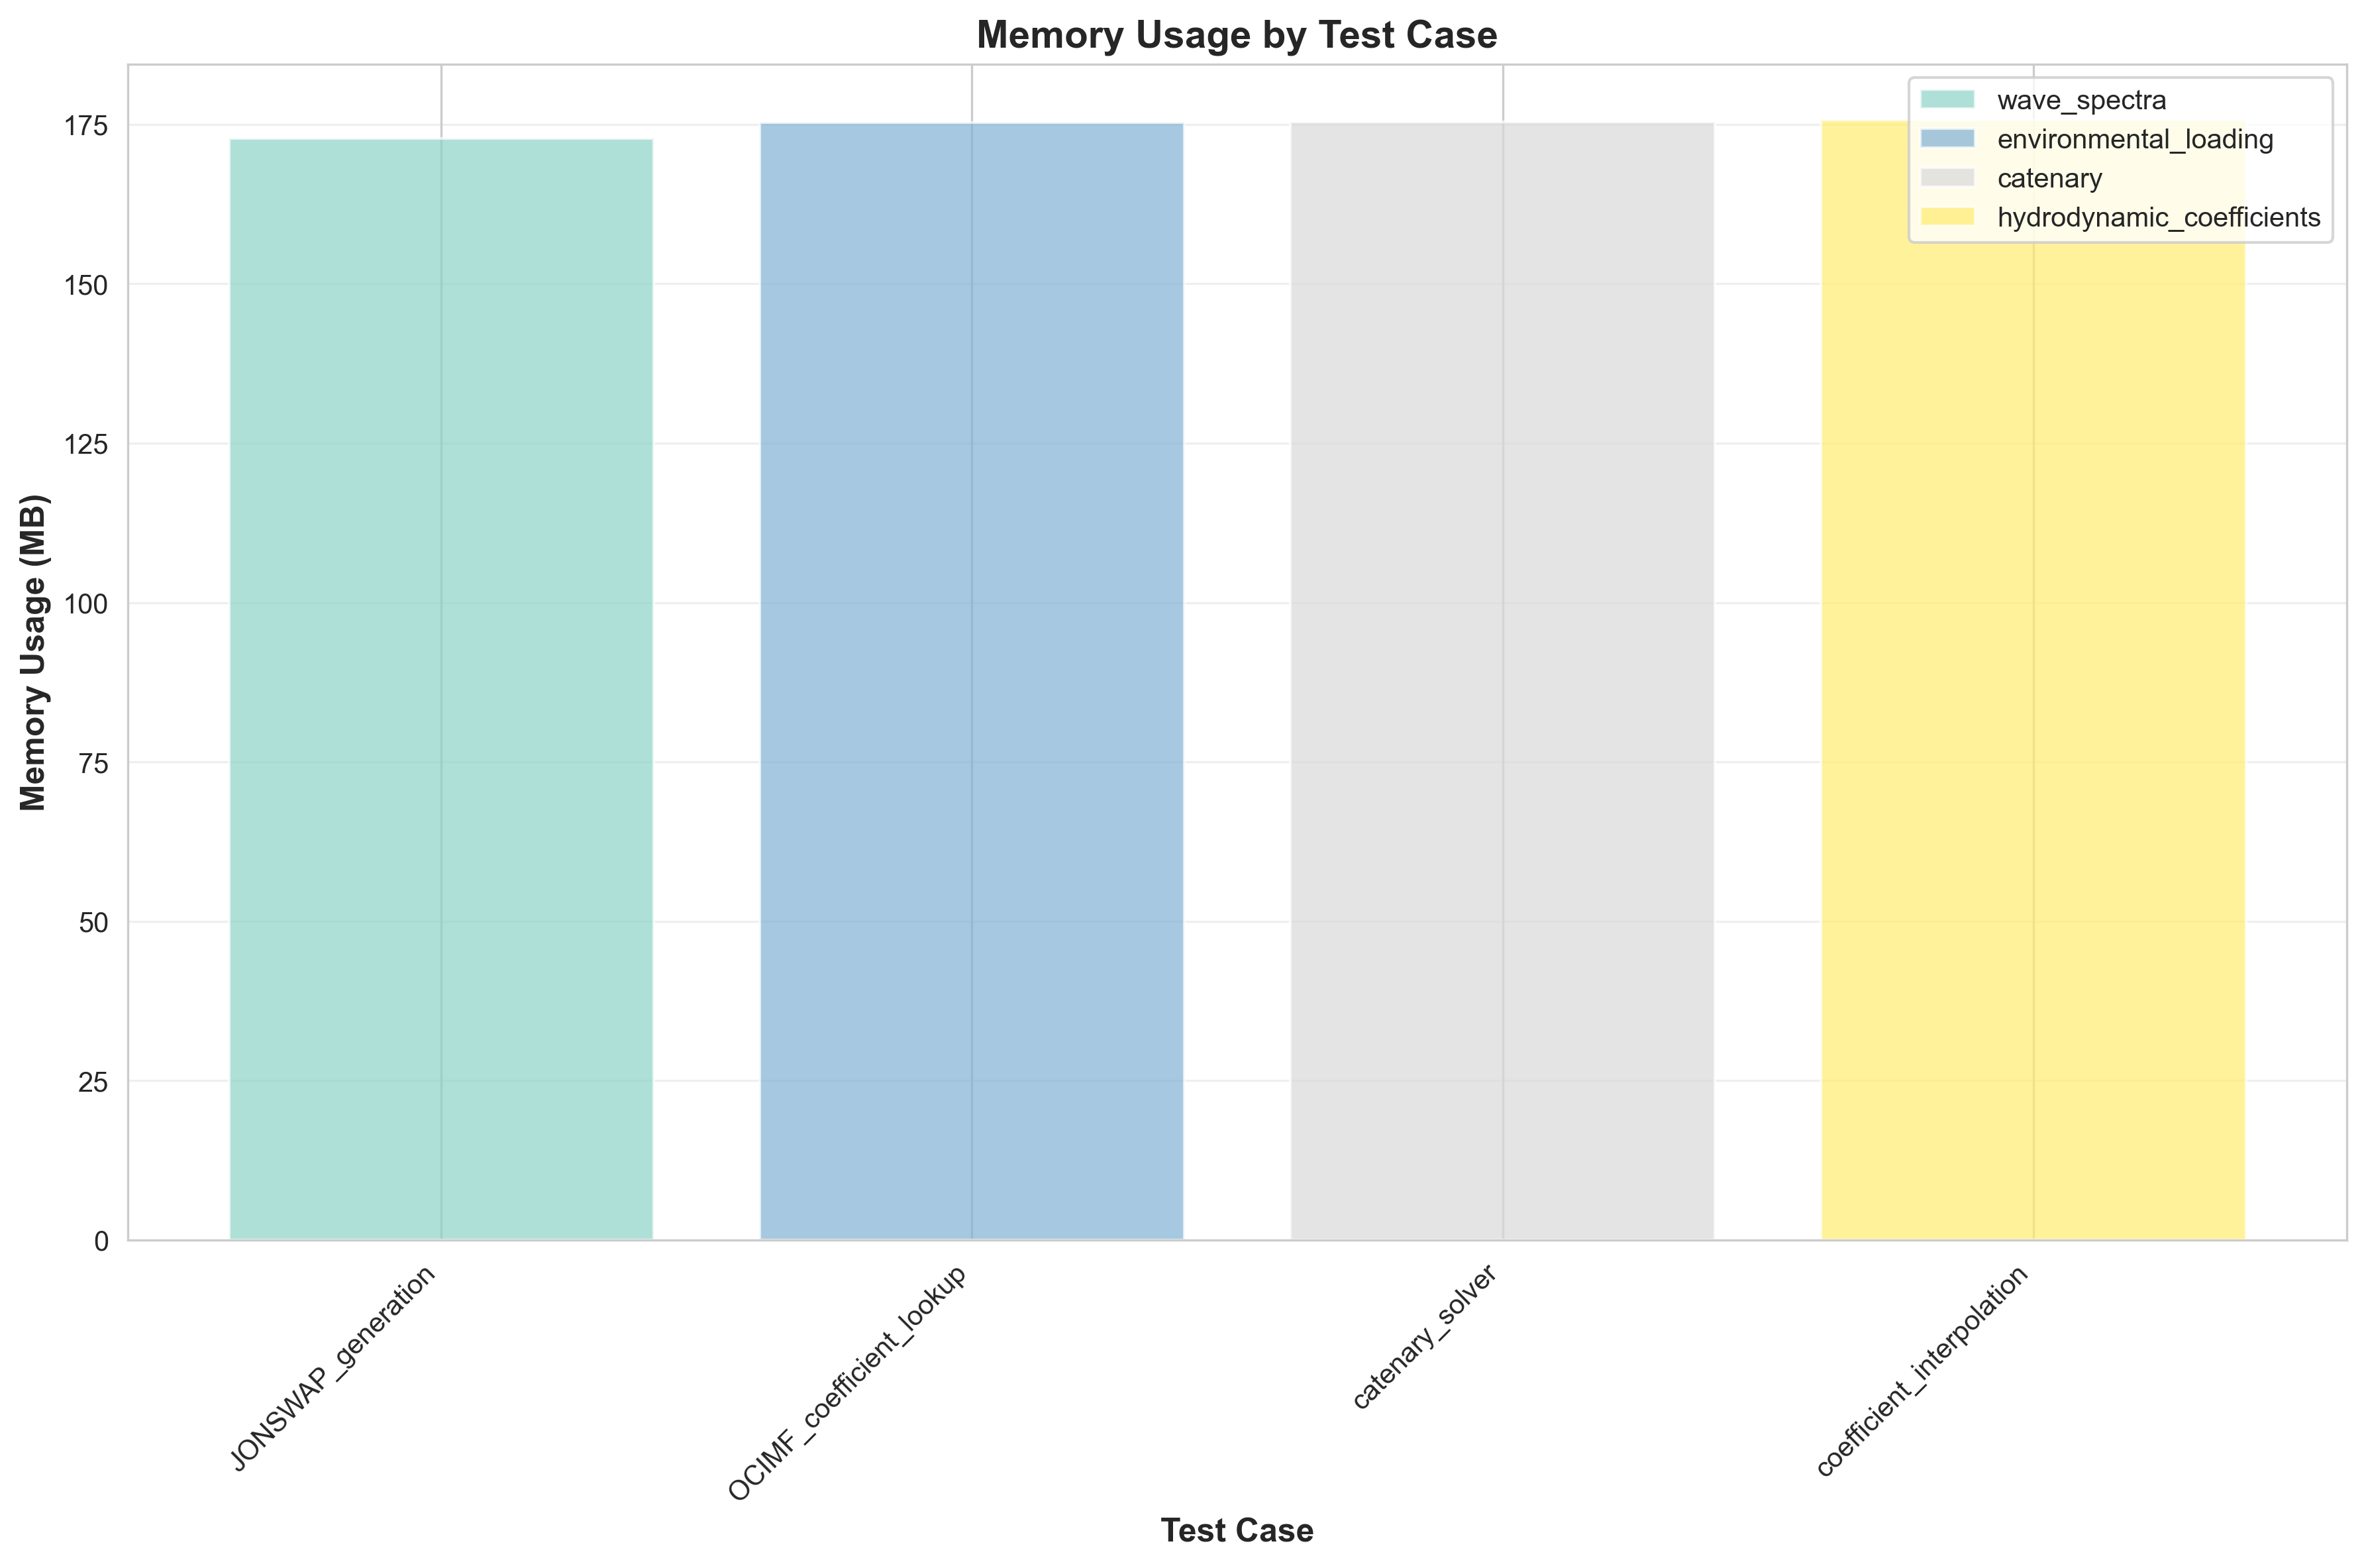 Memory Usage by Test Case
wave_spectra
environmental_loading
catenary
hydrodynamic_coefficients
Memory Usage (MB)
175
150
125
100
75
50
25
0
JONSWAP_generation
OCIMF_coefficient_lookup
catenary_solver
coefficient_interpolation
Test Case